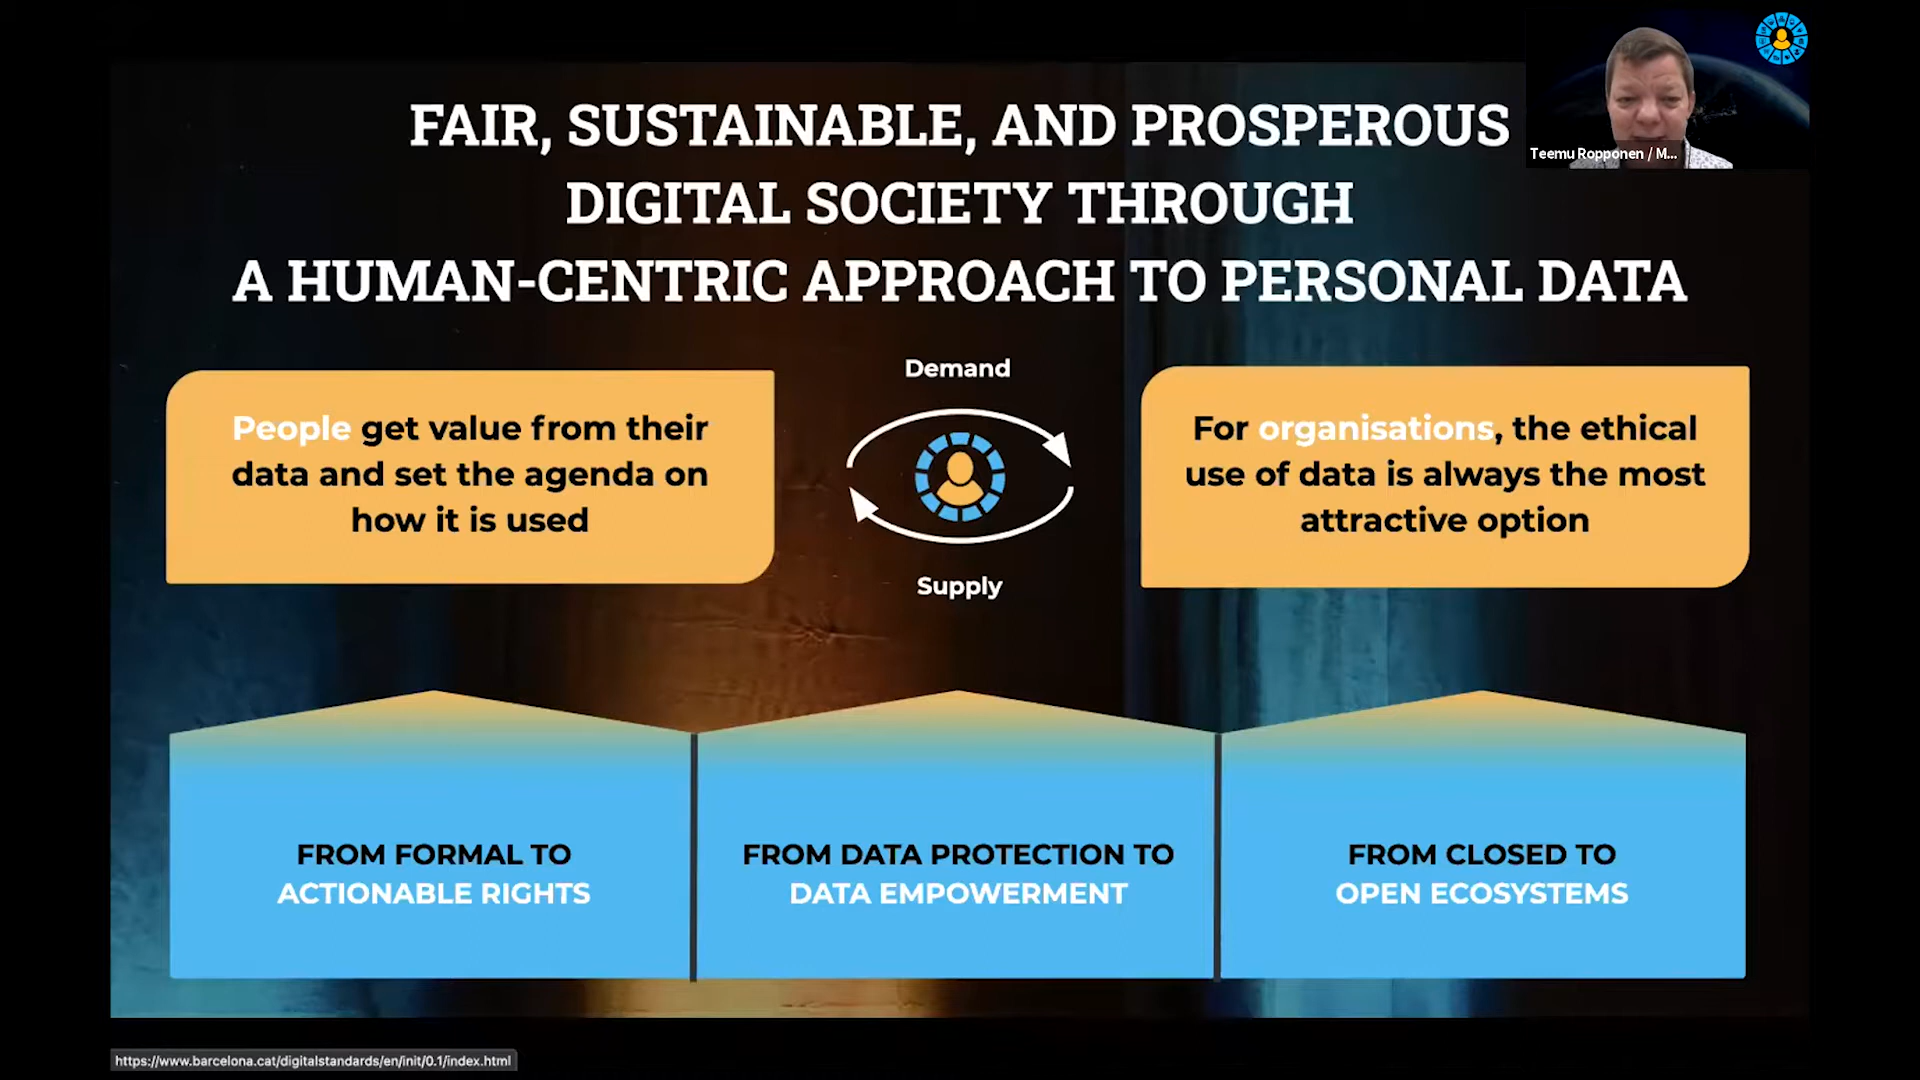 FAIR, SUSTAINABLE, AND PROSPEROUS
DIGITAL SOCIETY THROUGH
A HUMAN-CENTRIC APPROACH TO PERSONAL DATA
Teemu Ropponen / M...
People get value from their
data and set the agenda on
how it is used
Demand
Supply
For organisations, the ethical
use of data is always the most
attractive option
FROM FORMAL TO
ACTIONABLE RIGHTS
FROM DATA PROTECTION TO
DATA EMPOWERMENT
FROM CLOSED TO
OPEN ECOSYSTEMS
https://www.barcelona.cat/digitalstandards/en/init/0.1/index.html